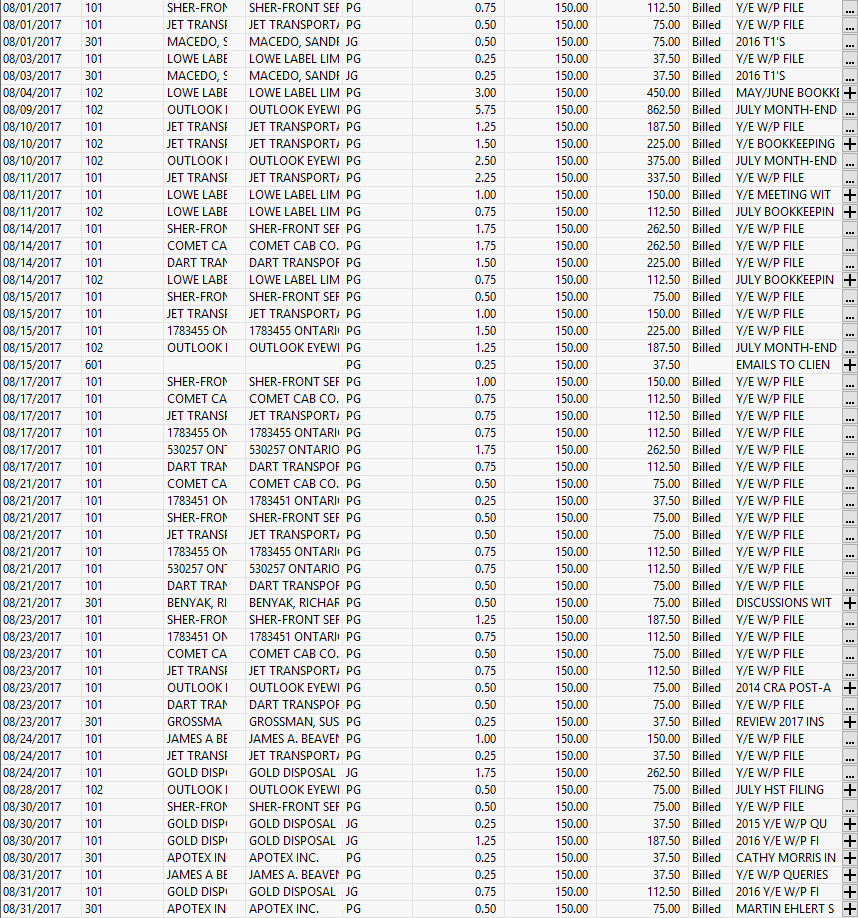 08/01/2017 101 SHER-FRON SHER-FRONT SEF PG 0.75 150.00 112.50 Billed Y/E W/P FILE ...
08/01/2017 101 JET TRANSF JET TRANSPORTA PG 0.50 150.00 75.00 Billed Y/E W/P FILE ...
08/01/2017 301 MACEDO, S MACEDO, SANDF JG 0.50 150.00 75.00 Billed 2016 T1'S ...
08/03/2017 101 LOWE LABE LOWE LABEL LIM PG 0.25 150.00 37.50 Billed Y/E W/P FILE ...
08/03/2017 301 MACEDO, S MACEDO, SANDF JG 0.25 150.00 37.50 Billed 2016 T1'S ...
08/04/2017 102 LOWE LABE LOWE LABEL LIM PG 3.00 150.00 450.00 Billed MAY/JUNE BOOKKE +
08/09/2017 102 OUTLOOK I OUTLOOK EYEWI PG 5.75 150.00 862.50 Billed JULY MONTH-END ...
08/10/2017 101 JET TRANSF JET TRANSPORTA PG 1.25 150.00 187.50 Billed Y/E W/P FILE ...
08/10/2017 102 JET TRANSF JET TRANSPORTA PG 1.50 150.00 225.00 Billed Y/E BOOKKEEPING +
08/10/2017 102 OUTLOOK I OUTLOOK EYEWI PG 2.50 150.00 375.00 Billed JULY MONTH-END ...
08/11/2017 101 JET TRANSF JET TRANSPORTA PG 2.25 150.00 337.50 Billed Y/E W/P FILE ...
08/11/2017 101 LOWE LABE LOWE LABEL LIM PG 1.00 150.00 150.00 Billed Y/E MEETING WIT +
08/11/2017 102 LOWE LABE LOWE LABEL LIM PG 0.75 150.00 112.50 Billed JULY BOOKKEEPIN +
08/14/2017 101 SHER-FRON SHER-FRONT SEF PG 1.75 150.00 262.50 Billed Y/E W/P FILE ...
08/14/2017 101 COMET CA COMET CAB CO. PG 1.75 150.00 262.50 Billed Y/E W/P FILE ...
08/14/2017 101 DART TRAN DART TRANSPOF PG 1.50 150.00 225.00 Billed Y/E W/P FILE ...
08/14/2017 102 LOWE LABE LOWE LABEL LIM PG 0.75 150.00 112.50 Billed JULY BOOKKEEPIN +
08/15/2017 101 SHER-FRON SHER-FRONT SEF PG 0.50 150.00 75.00 Billed Y/E W/P FILE ...
08/15/2017 101 JET TRANSF JET TRANSPORTA PG 1.00 150.00 150.00 Billed Y/E W/P FILE ...
08/15/2017 101 1783455 ON 1783455 ONTARI PG 1.50 150.00 225.00 Billed Y/E W/P FILE ...
08/15/2017 102 OUTLOOK I OUTLOOK EYEWI PG 1.25 150.00 187.50 Billed JULY MONTH-END ...
08/15/2017 601 PG 0.25 150.00 37.50 EMAILS TO CLIEN +
08/17/2017 101 SHER-FRON SHER-FRONT SEF PG 1.00 150.00 150.00 Billed Y/E W/P FILE ...
08/17/2017 101 COMET CA COMET CAB CO. PG 0.75 150.00 112.50 Billed Y/E W/P FILE ...
08/17/2017 101 JET TRANSF JET TRANSPORTA PG 0.75 150.00 112.50 Billed Y/E W/P FILE ...
08/17/2017 101 1783455 ON 1783455 ONTARI PG 0.75 150.00 112.50 Billed Y/E W/P FILE ...
08/17/2017 101 530257 ONT 530257 ONTARIO PG 1.75 150.00 262.50 Billed Y/E W/P FILE ...
08/17/2017 101 DART TRAN DART TRANSPOF PG 0.75 150.00 112.50 Billed Y/E W/P FILE ...
08/21/2017 101 COMET CA COMET CAB CO. PG 0.50 150.00 75.00 Billed Y/E W/P FILE ...
08/21/2017 101 1783451 ON 1783451 ONTARI PG 0.25 150.00 37.50 Billed Y/E W/P FILE ...
08/21/2017 101 SHER-FRON SHER-FRONT SEF PG 0.50 150.00 75.00 Billed Y/E W/P FILE ...
08/21/2017 101 JET TRANSF JET TRANSPORTA PG 0.50 150.00 75.00 Billed Y/E W/P FILE ...
08/21/2017 101 1783455 ON 1783455 ONTARI PG 0.75 150.00 112.50 Billed Y/E W/P FILE ...
08/21/2017 101 530257 ONT 530257 ONTARIO PG 0.75 150.00 112.50 Billed Y/E W/P FILE ...
08/21/2017 101 DART TRAN DART TRANSPOF PG 0.50 150.00 75.00 Billed Y/E W/P FILE ...
08/21/2017 301 BENYAK, RI BENYAK, RICHAR PG 0.50 150.00 75.00 Billed DISCUSSIONS WIT +
08/23/2017 101 SHER-FRON SHER-FRONT SEF PG 1.25 150.00 187.50 Billed Y/E W/P FILE ...
08/23/2017 101 1783451 ON 1783451 ONTARI PG 0.75 150.00 112.50 Billed Y/E W/P FILE ...
08/23/2017 101 COMET CA COMET CAB CO. PG 0.50 150.00 75.00 Billed Y/E W/P FILE ...
08/23/2017 101 JET TRANSF JET TRANSPORTA PG 0.75 150.00 112.50 Billed Y/E W/P FILE ...
08/23/2017 101 OUTLOOK I OUTLOOK EYEWI PG 0.50 150.00 75.00 Billed 2014 CRA POST-A +
08/23/2017 101 DART TRAN DART TRANSPOF PG 0.50 150.00 75.00 Billed Y/E W/P FILE ...
08/23/2017 301 GROSSMA GROSSMAN, SUS PG 0.25 150.00 37.50 Billed REVIEW 2017 INS +
08/24/2017 101 JAMES A BE JAMES A. BEAVEN PG 1.00 150.00 150.00 Billed Y/E W/P FILE ...
08/24/2017 101 JET TRANSF JET TRANSPORTA PG 0.25 150.00 37.50 Billed Y/E W/P FILE ...
08/24/2017 101 GOLD DISP GOLD DISPOSAL JG 1.75 150.00 262.50 Billed Y/E W/P FILE ...
08/28/2017 102 OUTLOOK I OUTLOOK EYEWI PG 0.50 150.00 75.00 Billed JULY HST FILING +
08/30/2017 101 SHER-FRON SHER-FRONT SEF PG 0.50 150.00 75.00 Billed Y/E W/P FILE ...
08/30/2017 101 GOLD DISP GOLD DISPOSAL JG 0.25 150.00 37.50 Billed 2015 Y/E W/P QU +
08/30/2017 101 GOLD DISP GOLD DISPOSAL JG 1.25 150.00 187.50 Billed 2016 Y/E W/P FI +
08/30/2017 301 APOTEX IN APOTEX INC. PG 0.25 150.00 37.50 Billed CATHY MORRIS IN +
08/31/2017 101 JAMES A BE JAMES A. BEAVEN PG 0.25 150.00 37.50 Billed Y/E W/P QUERIES +
08/31/2017 101 GOLD DISP GOLD DISPOSAL JG 0.75 150.00 112.50 Billed 2016 Y/E W/P FI +
08/31/2017 301 APOTEX IN APOTEX INC. PG 0.50 150.00 75.00 Billed MARTIN EHLERT S +